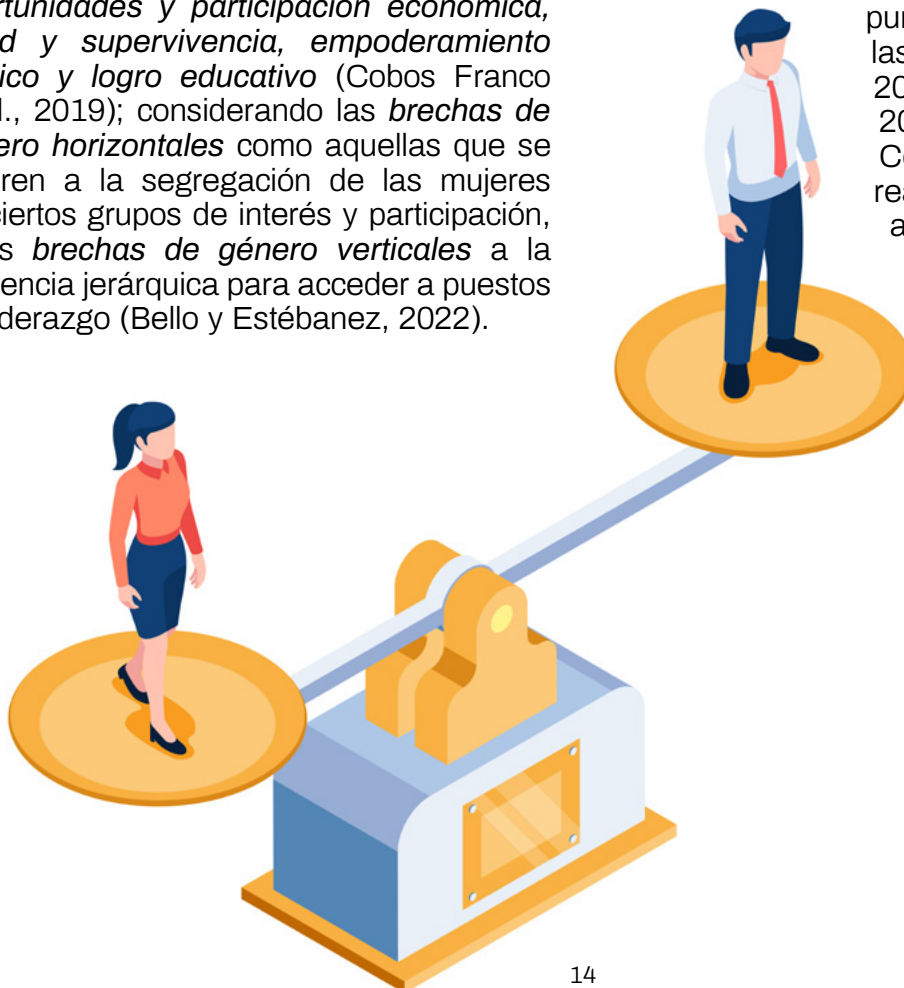 ortunidades y participación económica,
d y supervivencia, empoderamiento
ico y logro educativo (Cobos Franco
l., 2019); considerando las brechas de
ero horizontales como aquellas que se
eren a la segregación de las mujeres
ciertos grupos de interés y participación,
s brechas de género verticales a la
encia jerárquica para acceder a puestos
derazgo (Bello y Estébanez, 2022).
pur
las
20
20
Co
rea
a
14